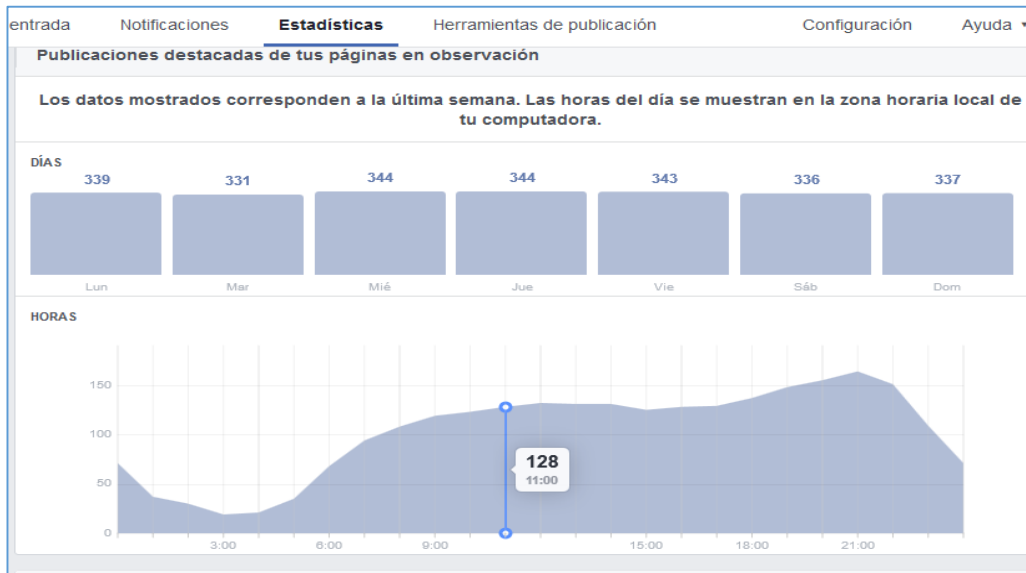 entrada Notificaciones Estadísticas Herramientas de publicación Configuración Ayuda
Publicaciones destacadas de tus páginas en observación
Los datos mostrados corresponden a la última semana. Las horas del día se muestran en la zona horaria local de
tu computadora.
DÍAS
339 331 344 344 343 336 337
Lun Mar Mié Jue Vie Sáb Dom
HORAS
150
100
50
0
128
11:00
3:00 6:00 9:00 15:00 18:00 21:00